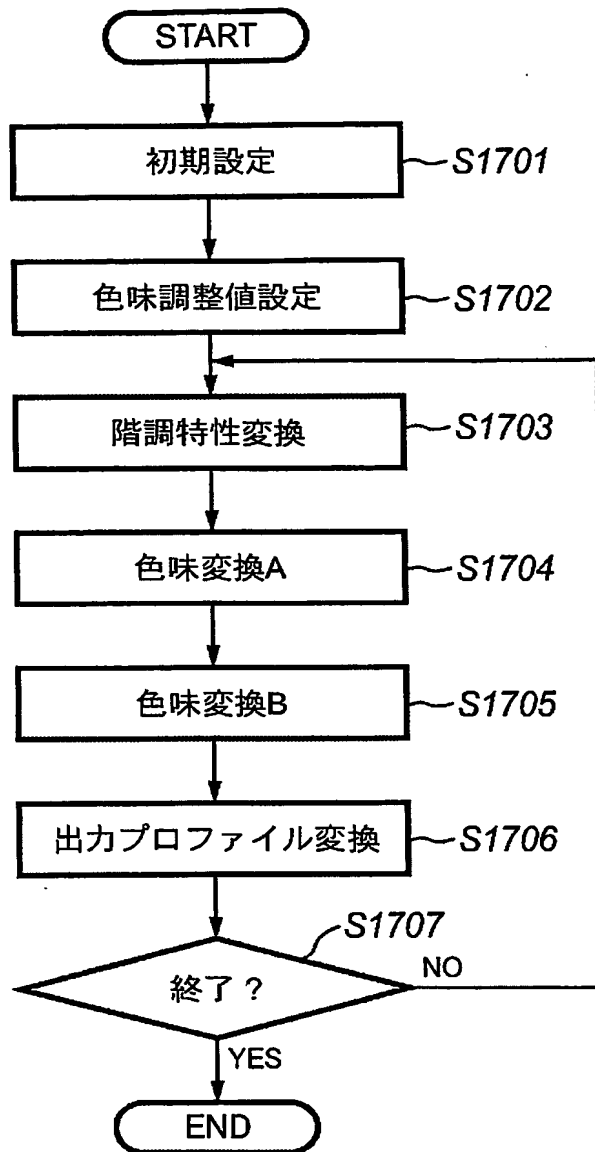 START
初期設定
S1701
色味調整値設定
S1702
階調特性変換
S1703
色味変換A
S1704
色味変換B
S1705
出力プロファイル変換
S1706
S1707
終了？
NO
YES
END